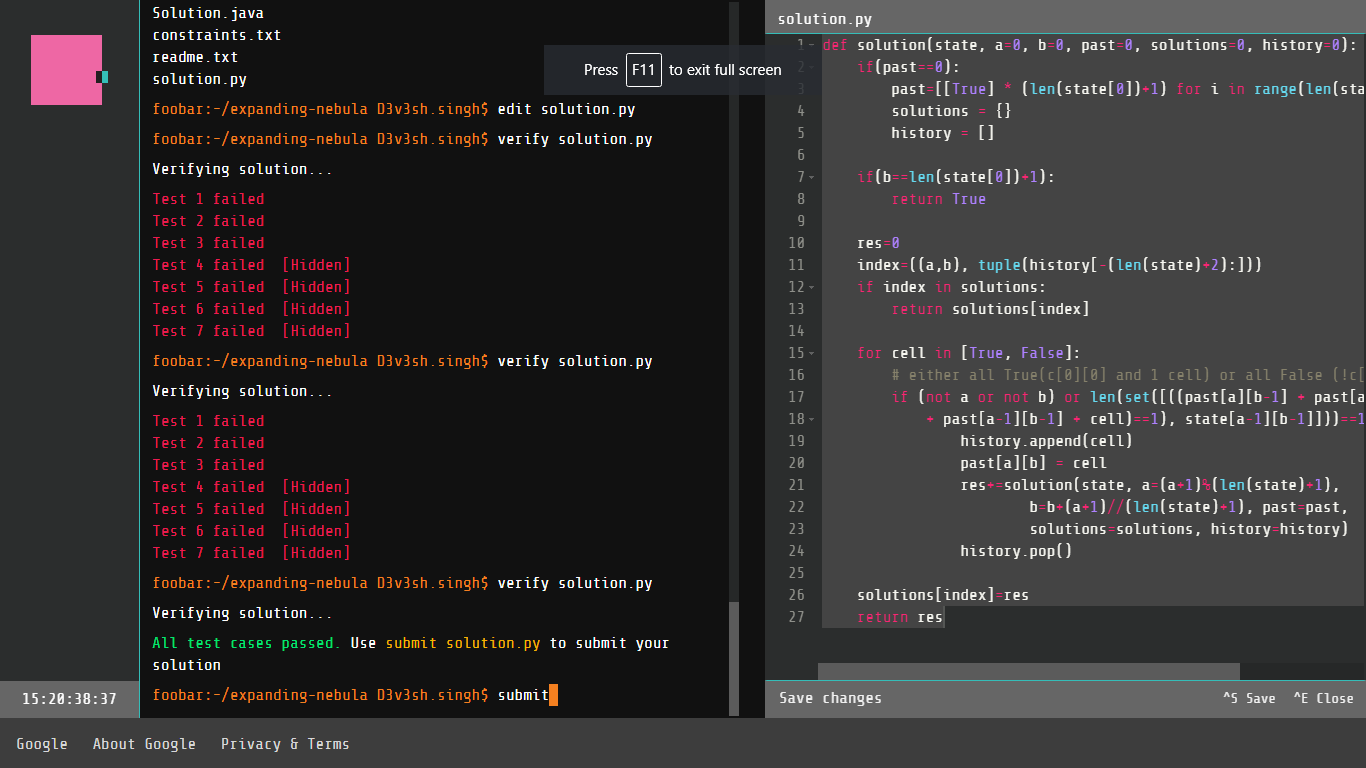 Solution.java
constraints.txt
readme.txt
solution.py
foobar:~/expanding-nebula D3v3sh.singh$ edit solution.py
foobar:~/expanding-nebula D3v3sh.singh$ verify solution.py
Verifying solution...
Test 1 failed
Test 2 failed
Test 3 failed
Test 4 failed  [Hidden]
Test 5 failed  [Hidden]
Test 6 failed  [Hidden]
Test 7 failed  [Hidden]
foobar:~/expanding-nebula D3v3sh.singh$ verify solution.py
Verifying solution...
Test 1 failed
Test 2 failed
Test 3 failed
Test 4 failed  [Hidden]
Test 5 failed  [Hidden]
Test 6 failed  [Hidden]
Test 7 failed  [Hidden]
foobar:~/expanding-nebula D3v3sh.singh$ verify solution.py
Verifying solution...
All test cases passed. Use submit solution.py to submit your
solution
foobar:~/expanding-nebula D3v3sh.singh$ submit
15:20:38:37
Press F11 to exit full screen
solution.py
1 def solution(state, a=0, b=0, past=0, solutions=0, history=0):
2     if(past==0):
3         past=[[True] * (len(state[0])+1) for i in range(len(sta
4         solutions = {}
5         history = []
6
7     if(b==len(state[0])+1):
8         return True
9
10     res=0
11     index=((a,b), tuple(history[-(len(state)+2):]))
12     if index in solutions:
13         return solutions[index]
14
15     for cell in [True, False]:
16         # either all True(c[0][0] and 1 cell) or all False (!c[
17         if (not a or not b) or len(set([((past[a][b-1] + past[a
18             + past[a-1][b-1] + cell)==1), state[a-1][b-1]]))==1
19                 history.append(cell)
20                 past[a][b] = cell
21                 res+=solution(state, a=(a+1)%(len(state)+1),
22                         b=b+(a+1)//(len(state)+1), past=past,
23                         solutions=solutions, history=history)
24                 history.pop()
25
26     solutions[index]=res
27     return res
Save changes
^S Save  ^E Close
Google  About Google  Privacy & Terms